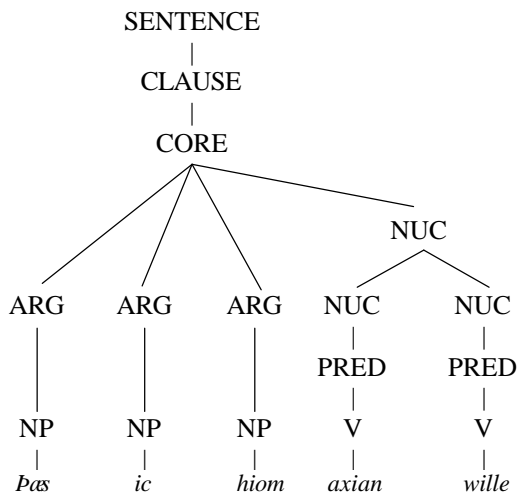 SENTENCE
CLAUSE
CORE
NUC
ARG ARG ARG NUC NUC
PRED PRED
NP NP NP V V
Þæs ic hiom axian wille